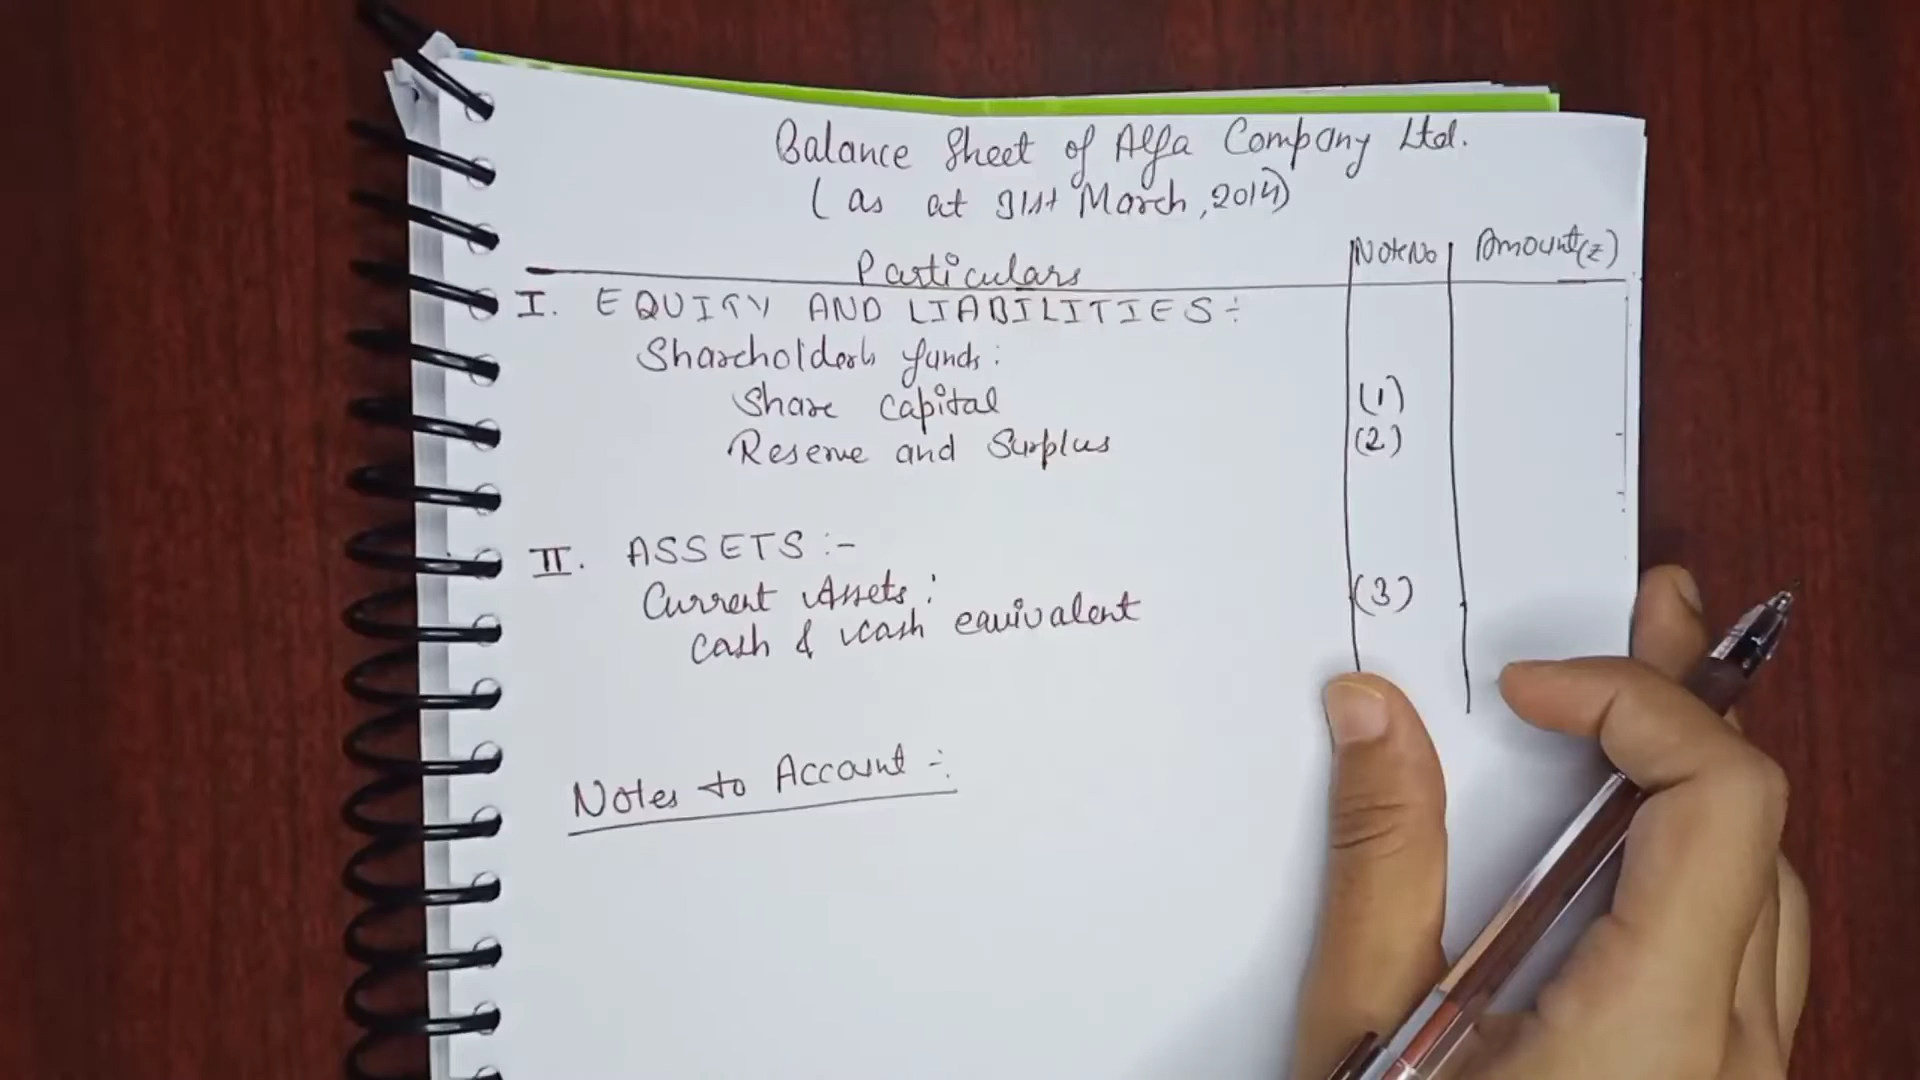 Balance Sheet of Alfa Company Ltd.
(as at 31st March, 2014)
Particulars Note No Amount(₹)
I. EQUITY AND LIABILITIES:
Shareholders funds:
Share capital (1)
Reserve and Surplus (2)
II. ASSETS :-
Current Assets: (3)
Cash & cash equivalent
Notes to Account :-